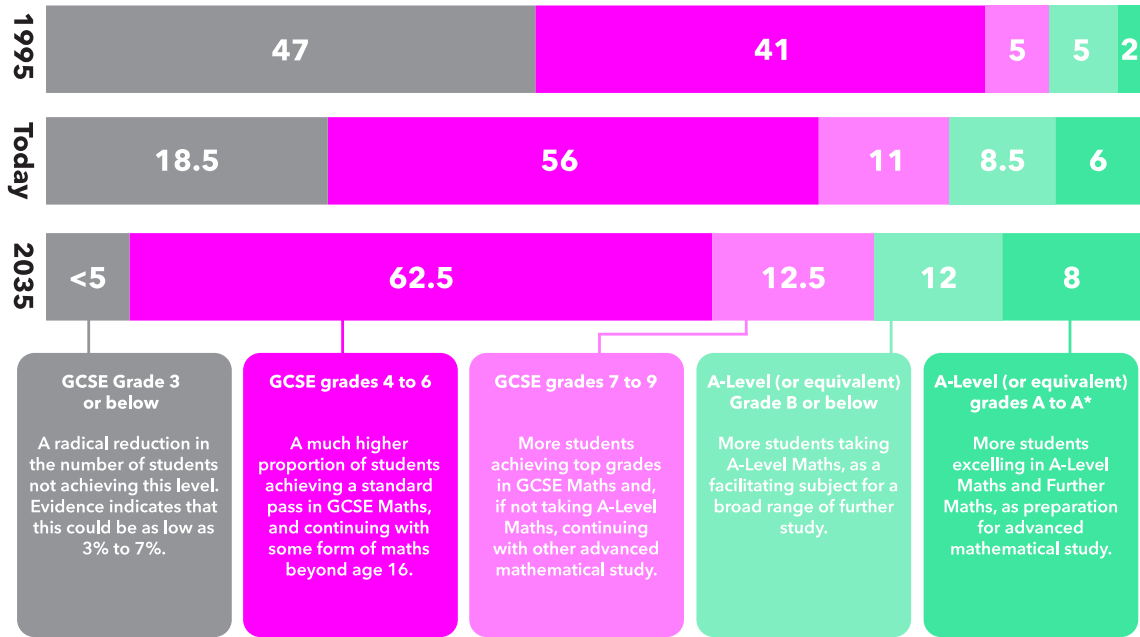 1995
47
41
5
5
2
Today
18.5
56
11
8.5
6
2035
<5
62.5
12.5
12
8
GCSE Grade 3
or below
A radical reduction in
the number of students
not achieving this level.
Evidence indicates that
this could be as low as
3% to 7%.
GCSE grades 4 to 6
A much higher
proportion of students
achieving a standard
pass in GCSE Maths,
and continuing with
some form of maths
beyond age 16.
GCSE grades 7 to 9
More students
achieving top grades
in GCSE Maths and,
if not taking A-Level
Maths, continuing
with other advanced
mathematical study.
A-Level (or equivalent)
Grade B or below
More students taking
A-Level Maths, as a
facilitating subject for a
broad range of further
study.
A-Level (or equivalent)
grades A to A*
More students
excelling in A-Level
Maths and Further
Maths, as preparation
for advanced
mathematical study.